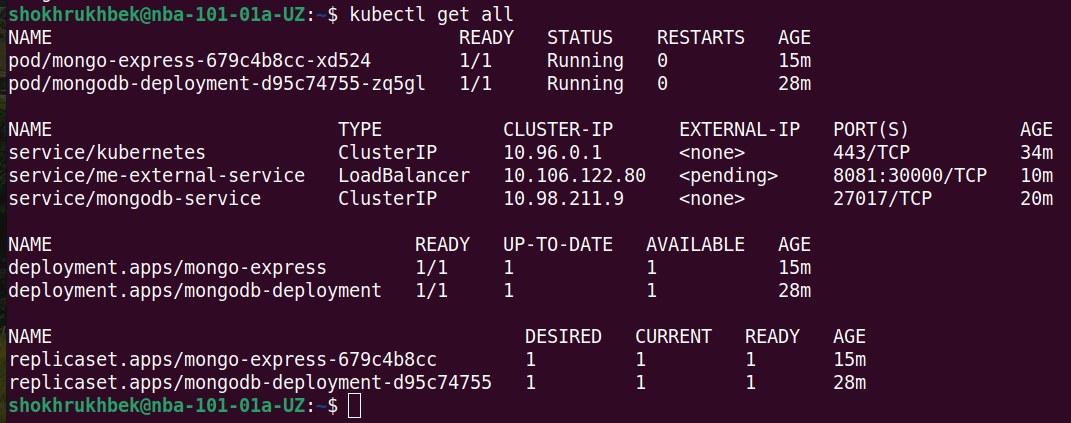 shokhrukhbek@nba-101-01a-UZ:~$ kubectl get all
NAME                                     READY   STATUS    RESTARTS   AGE
pod/mongo-express-679c4b8cc-xd524        1/1     Running   0          15m
pod/mongodb-deployment-d95c74755-zq5gl   1/1     Running   0          28m

NAME                          TYPE           CLUSTER-IP      EXTERNAL-IP   PORT(S)          AGE
service/kubernetes            ClusterIP      10.96.0.1       <none>        443/TCP          34m
service/me-external-service   LoadBalancer   10.106.122.80   <pending>     8081:30000/TCP   10m
service/mongodb-service       ClusterIP      10.98.211.9     <none>        27017/TCP        20m

NAME                                 READY   UP-TO-DATE   AVAILABLE   AGE
deployment.apps/mongo-express        1/1     1            1           15m
deployment.apps/mongodb-deployment   1/1     1            1           28m

NAME                                           DESIRED   CURRENT   READY   AGE
replicaset.apps/mongo-express-679c4b8cc        1         1         1       15m
replicaset.apps/mongodb-deployment-d95c74755   1         1         1       28m
shokhrukhbek@nba-101-01a-UZ:~$